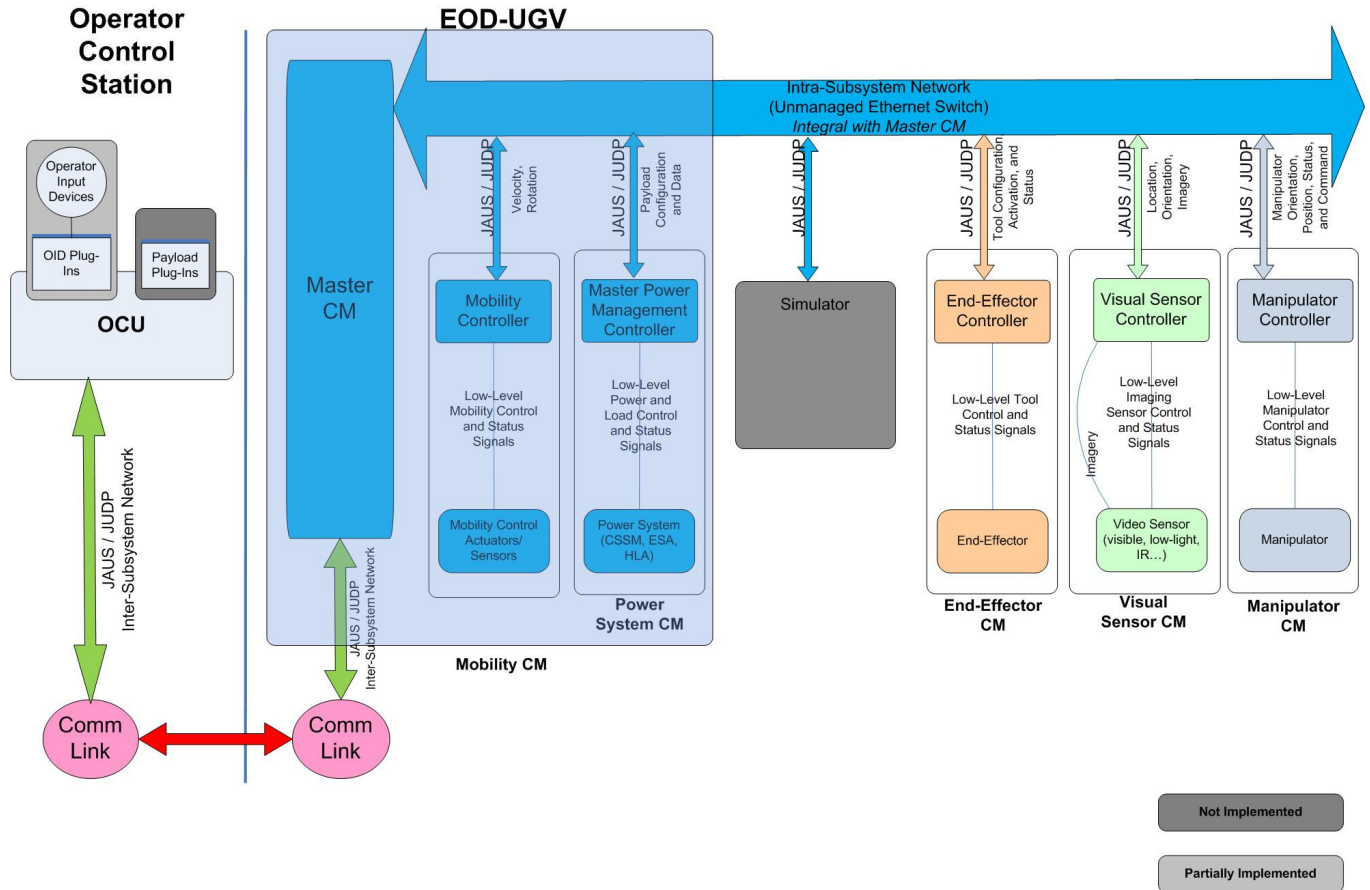 Operator
Control
Station
EOD-UGV
Intra-Subsystem Network
(Unmanaged Ethernet Switch)
Integral with Master CM
Operator
Input
Devices
OID Plug-
Ins
Payload
Plug-Ins
OCU
JAUS / JUDP
Inter-Subsystem Network
Comm
Link
Master
CM
JAUS / JUDP
Inter-Subsystem Network
Comm
Link
JAUS / JUDP
Velocity,
Rotation
Mobility
Controller
Low-Level
Mobility Control
and Status
Signals
Mobility Control
Actuators/
Sensors
JAUS / JUDP
Payload
Configuration
and Data
Master Power
Management
Controller
Low-Level
Power and
Load Control
and Status
Signals
Power System
(CSSM, ESA,
HLA)
Power
System CM
Mobility CM
JAUS / JUDP
Simulator
JAUS / JUDP
Tool Configuration,
Activation, and
Status
End-Effector
Controller
Low-Level Tool
Control and
Status Signals
End-Effector
End-Effector
CM
JAUS / JUDP
Location,
Orientation,
Imagery
Visual Sensor
Controller
Low-Level
Imaging
Sensor Control
and Status
Signals
Imagery
Video Sensor
(visible, low-light,
IR…)
Visual
Sensor CM
JAUS / JUDP
Manipulator
Orientation,
Position, Status,
and Command
Manipulator
Controller
Low-Level
Manipulator
Control and
Status Signals
Manipulator
Manipulator
CM
Not Implemented
Partially Implemented